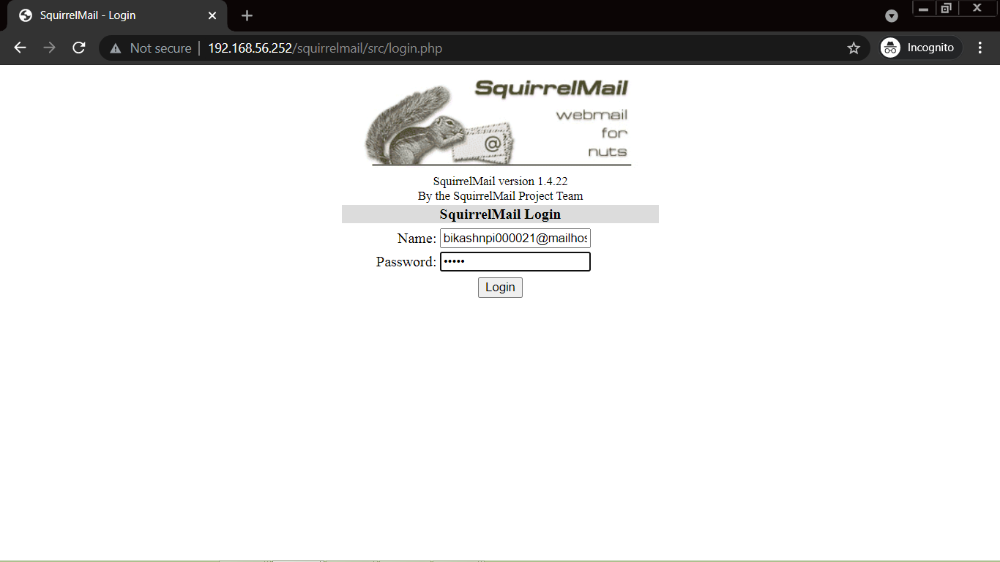 SquirrelMail - Login
Not secure | 192.168.56.252/squirrelmail/src/login.php
Incognito
SquirrelMail
webmail
for
nuts
@
SquirrelMail version 1.4.22
By the SquirrelMail Project Team
SquirrelMail Login
Name: bikashnpi000021@mailhos
Password: •••••
Login